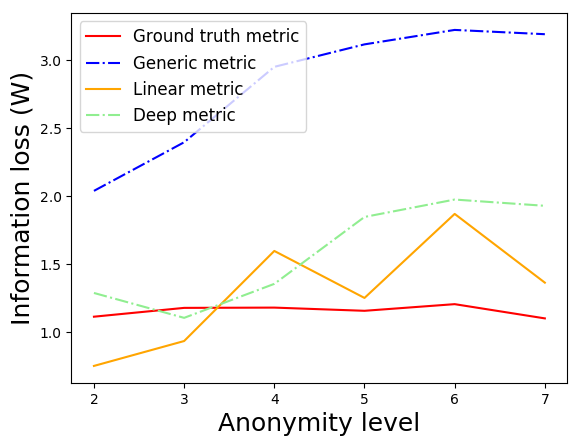 Ground truth metric
Generic metric
Linear metric
Deep metric
3.0
2.5
2.0
1.5
1.0
Information loss (W)
2 3 4 5 6 7
Anonymity level